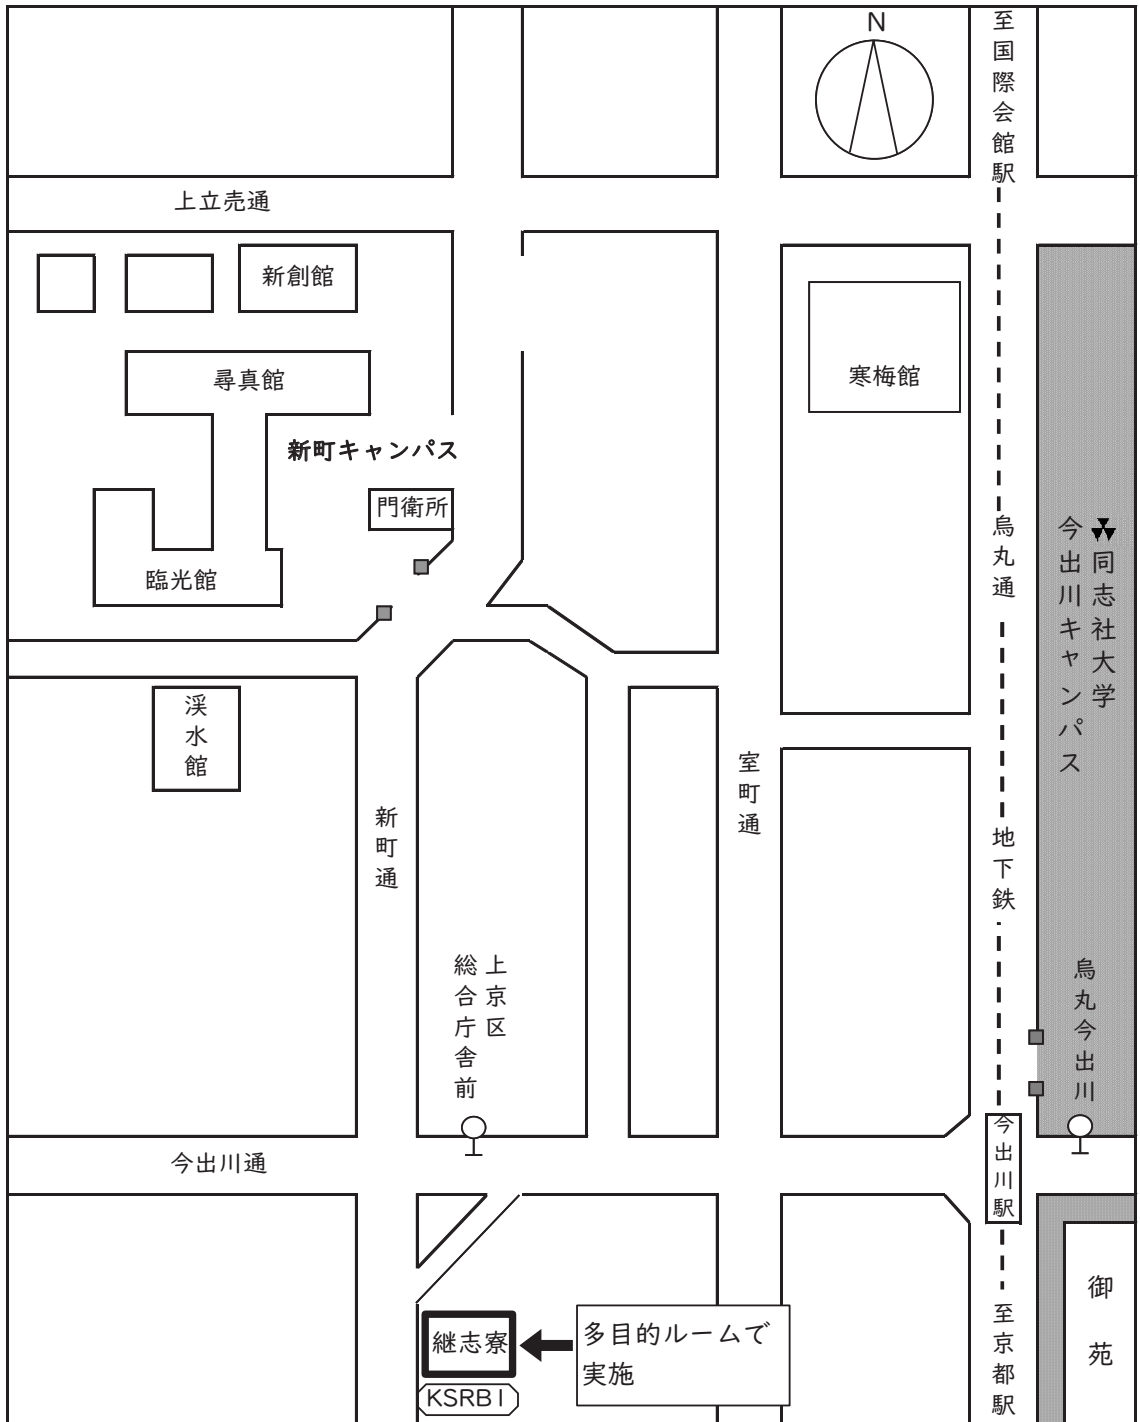 N
至国際会館駅
上立売通
新創館
尋真館
寒梅館
新町キャンパス
門衛所
臨光館
烏丸通
同志社大学
今出川キャンパス
渓水館
室町通
新町通
地下鉄
上京区
総合庁舎前
烏丸今出川
今出川通
今出川駅
御苑
継志寮
多目的ルームで
実施
至京都駅
KSRB1